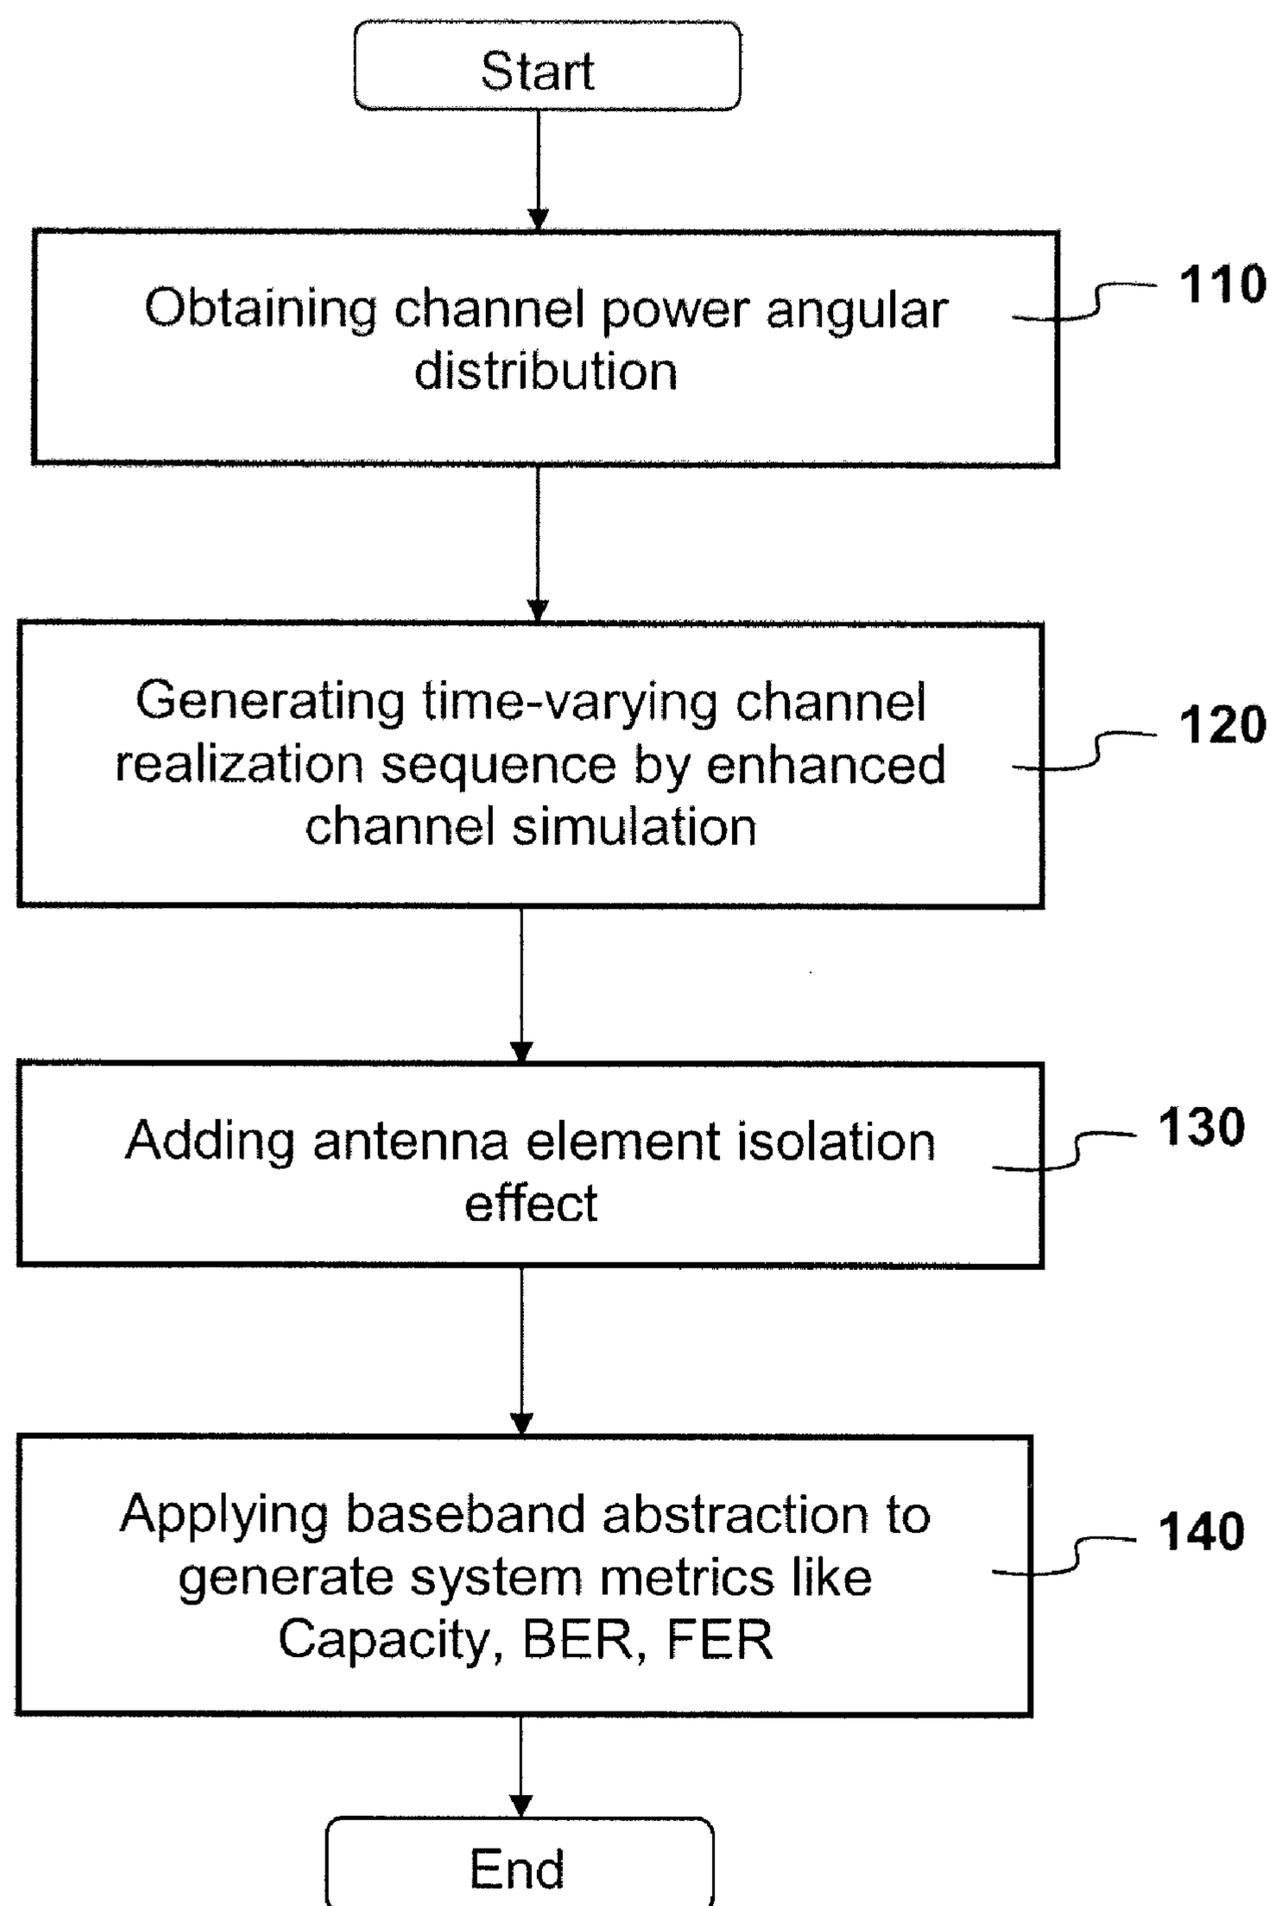 Start
Obtaining channel power angular
distribution
110
Generating time-varying channel
realization sequence by enhanced
channel simulation
120
Adding antenna element isolation
effect
130
Applying baseband abstraction to
generate system metrics like
Capacity, BER, FER
140
End